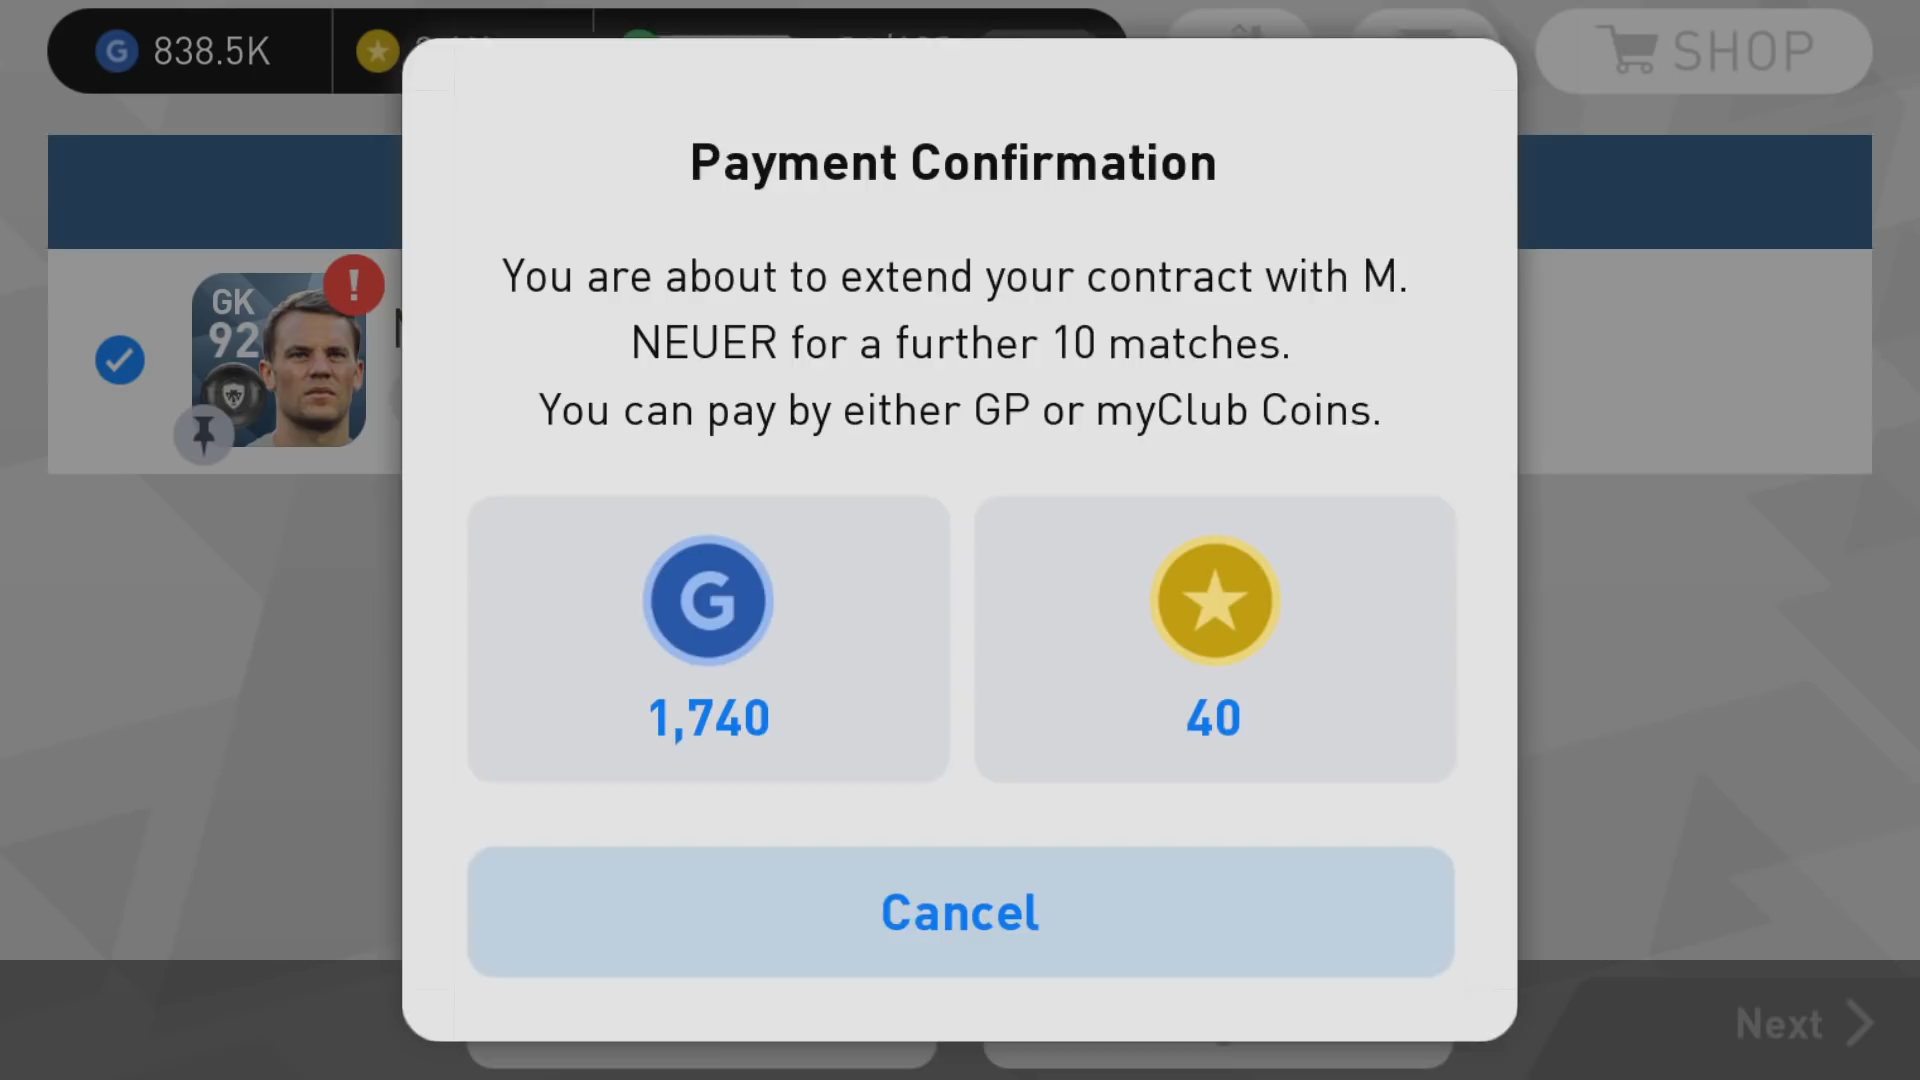 838.5K
SHOP
Payment Confirmation
You are about to extend your contract with M.
NEUER for a further 10 matches.
You can pay by either GP or myClub Coins.
GK
92
G
1,740
40
Cancel
Next